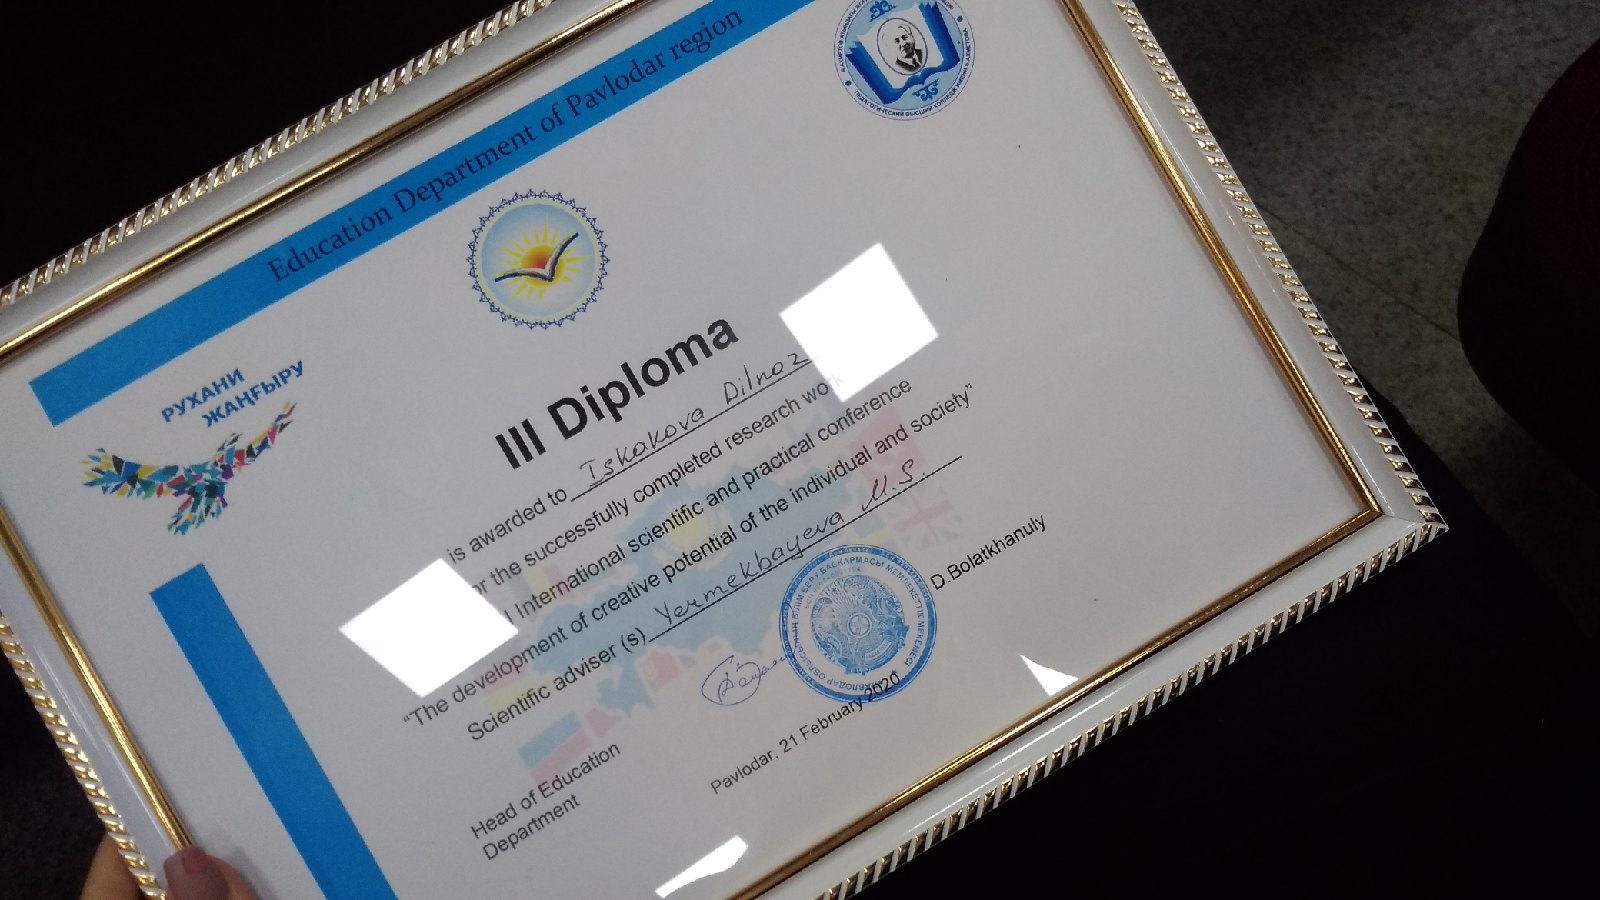 Education Department of Pavlodar region
РУХАНИ
ЖАҢҒЫРУ
III Diploma
is awarded to Iskakova Dilnaz
or the successfully completed research work
International scientific and practical conference
“The development of creative potential of the individual and society”
Scientific adviser (s) Yermekbayeva M.S.
Head of Education
Department
D.Bolatkhanuly
Pavlodar, 21 February 2020